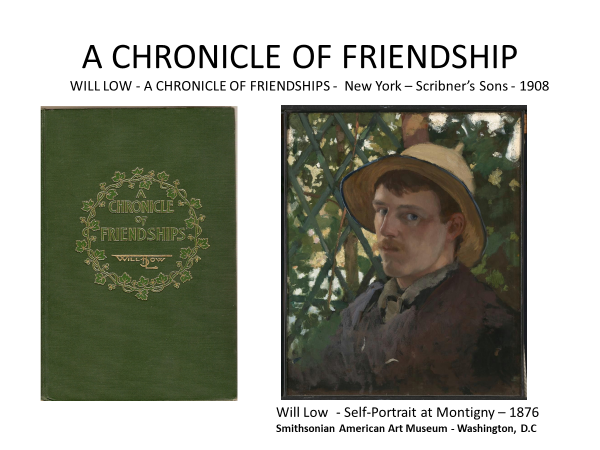 A CHRONICLE OF FRIENDSHIP
WILL LOW - A CHRONICLE OF FRIENDSHIPS - New York – Scribner's Sons - 1908
A
CHRONICLE
OF
FRIENDSHIPS
WILL H LOW
Will Low - Self-Portrait at Montigny – 1876
Smithsonian American Art Museum - Washington, D.C